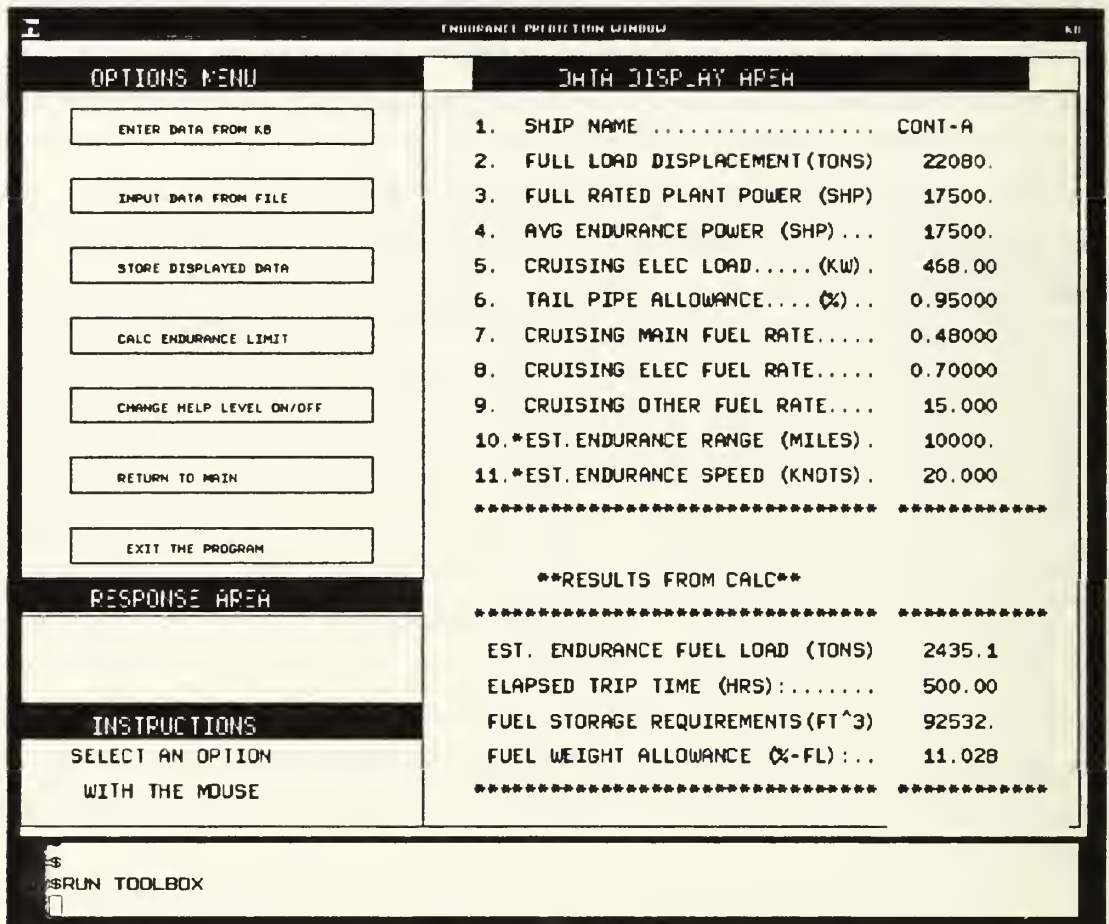 ENDURANCE PREDICTION WINDOW KB
OPTIONS MENU
ENTER DATA FROM KB
INPUT DATA FROM FILE
STORE DISPLAYED DATA
CALC ENDURANCE LIMIT
CHANGE HELP LEVEL ON/OFF
RETURN TO MAIN
EXIT THE PROGRAM
RESPONSE AREA
INSTRUCTIONS
SELECT AN OPTION
WITH THE MOUSE
DATA DISPLAY AREA
1. SHIP NAME .................. CONT-A
2. FULL LOAD DISPLACEMENT(TONS) 22080.
3. FULL RATED PLANT POWER (SHP) 17500.
4. AVG ENDURANCE POWER (SHP)... 17500.
5. CRUISING ELEC LOAD.....(KW). 468.00
6. TAIL PIPE ALLOWANCE....(%).. 0.95000
7. CRUISING MAIN FUEL RATE..... 0.48000
8. CRUISING ELEC FUEL RATE..... 0.70000
9. CRUISING OTHER FUEL RATE.... 15.000
10.*EST.ENDURANCE RANGE (MILES). 10000.
11.*EST.ENDURANCE SPEED (KNOTS). 20.000
******************************** ************
**RESULTS FROM CALC**
******************************** ************
EST. ENDURANCE FUEL LOAD (TONS) 2435.1
ELAPSED TRIP TIME (HRS):....... 500.00
FUEL STORAGE REQUIREMENTS(FT^3) 92532.
FUEL WEIGHT ALLOWANCE (%-FL):.. 11.028
******************************** ************
$
$RUN TOOLBOX